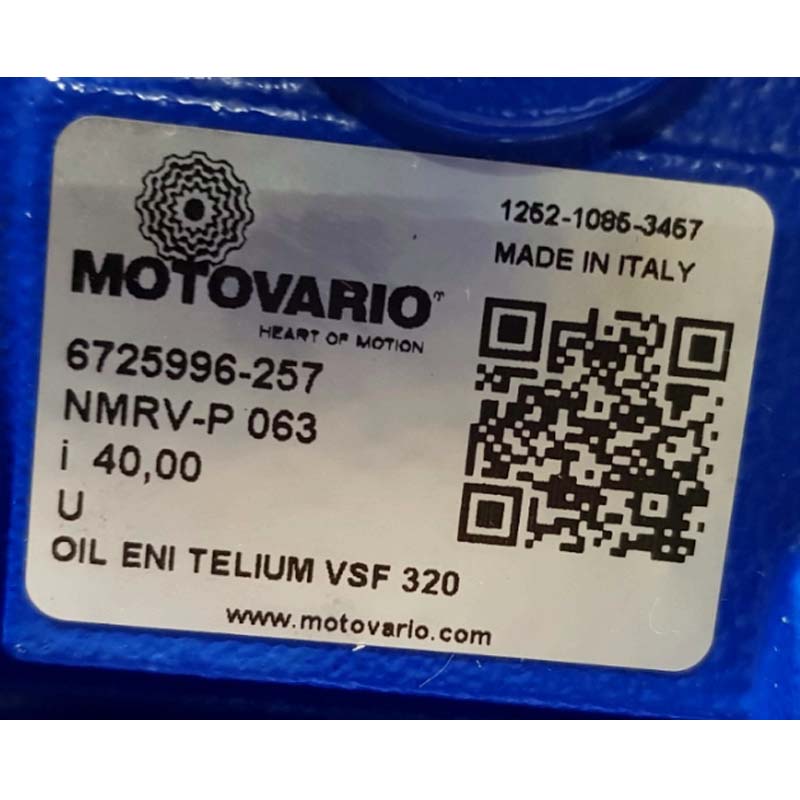 MOTOVARIO™
HEART OF MOTION
6725996-257
NMRV-P 063
i 40,00
U
OIL ENI TELIUM VSF 320
www.motovario.com
1252-1085-3457
MADE IN ITALY